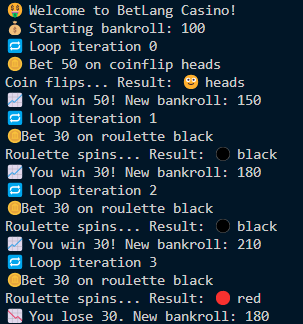 🤑 Welcome to BetLang Casino!
💰 Starting bankroll: 100
🔁 Loop iteration 0
🪙 Bet 50 on coinflip heads
Coin flips... Result: 😳 heads
📈 You win 50! New bankroll: 150
🔁 Loop iteration 1
🪙Bet 30 on roulette black
Roulette spins... Result: ⚫ black
📈 You win 30! New bankroll: 180
🔁 Loop iteration 2
🪙Bet 30 on roulette black
Roulette spins... Result: ⚫ black
📈 You win 30! New bankroll: 210
🔁 Loop iteration 3
🪙Bet 30 on roulette black
Roulette spins... Result: 🔴 red
📉 You lose 30. New bankroll: 180